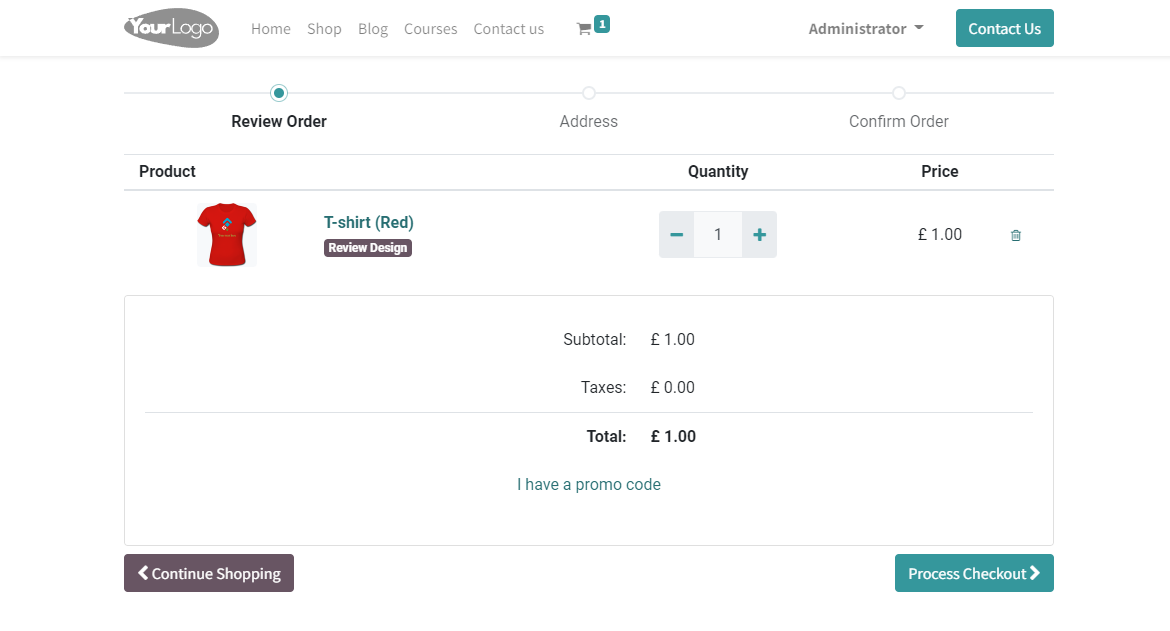 YourLogo Home Shop Blog Courses Contact us 1 Administrator Contact Us
Review Order Address Confirm Order
Product Quantity Price
T-shirt (Red)
Review Design
1 £ 1.00
Subtotal: £ 1.00
Taxes: £ 0.00
Total: £ 1.00
I have a promo code
Continue Shopping Process Checkout